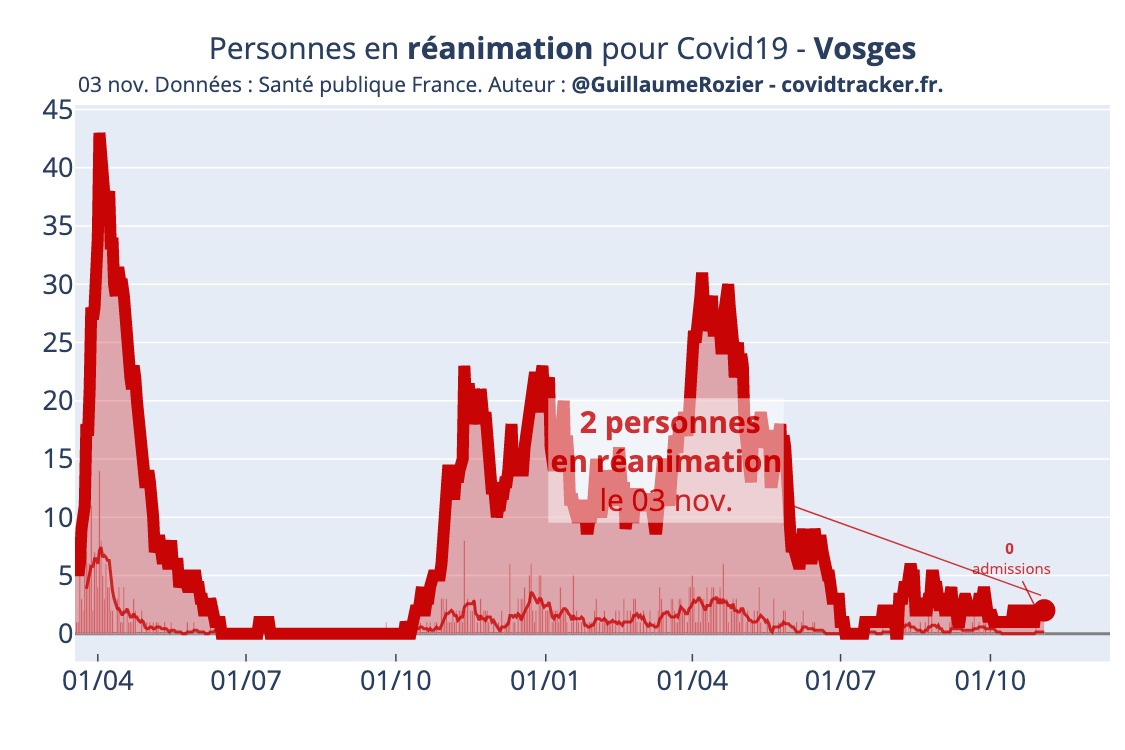 Personnes en réanimation pour Covid19 - Vosges
03 nov. Données : Santé publique France. Auteur : @GuillaumeRozier - covidtracker.fr.
45
40
35
30
25
20
15
10
5
0
2 personnes
en réanimation
le 03 nov.
0
admissions
01/04 01/07 01/10 01/01 01/04 01/07 01/10